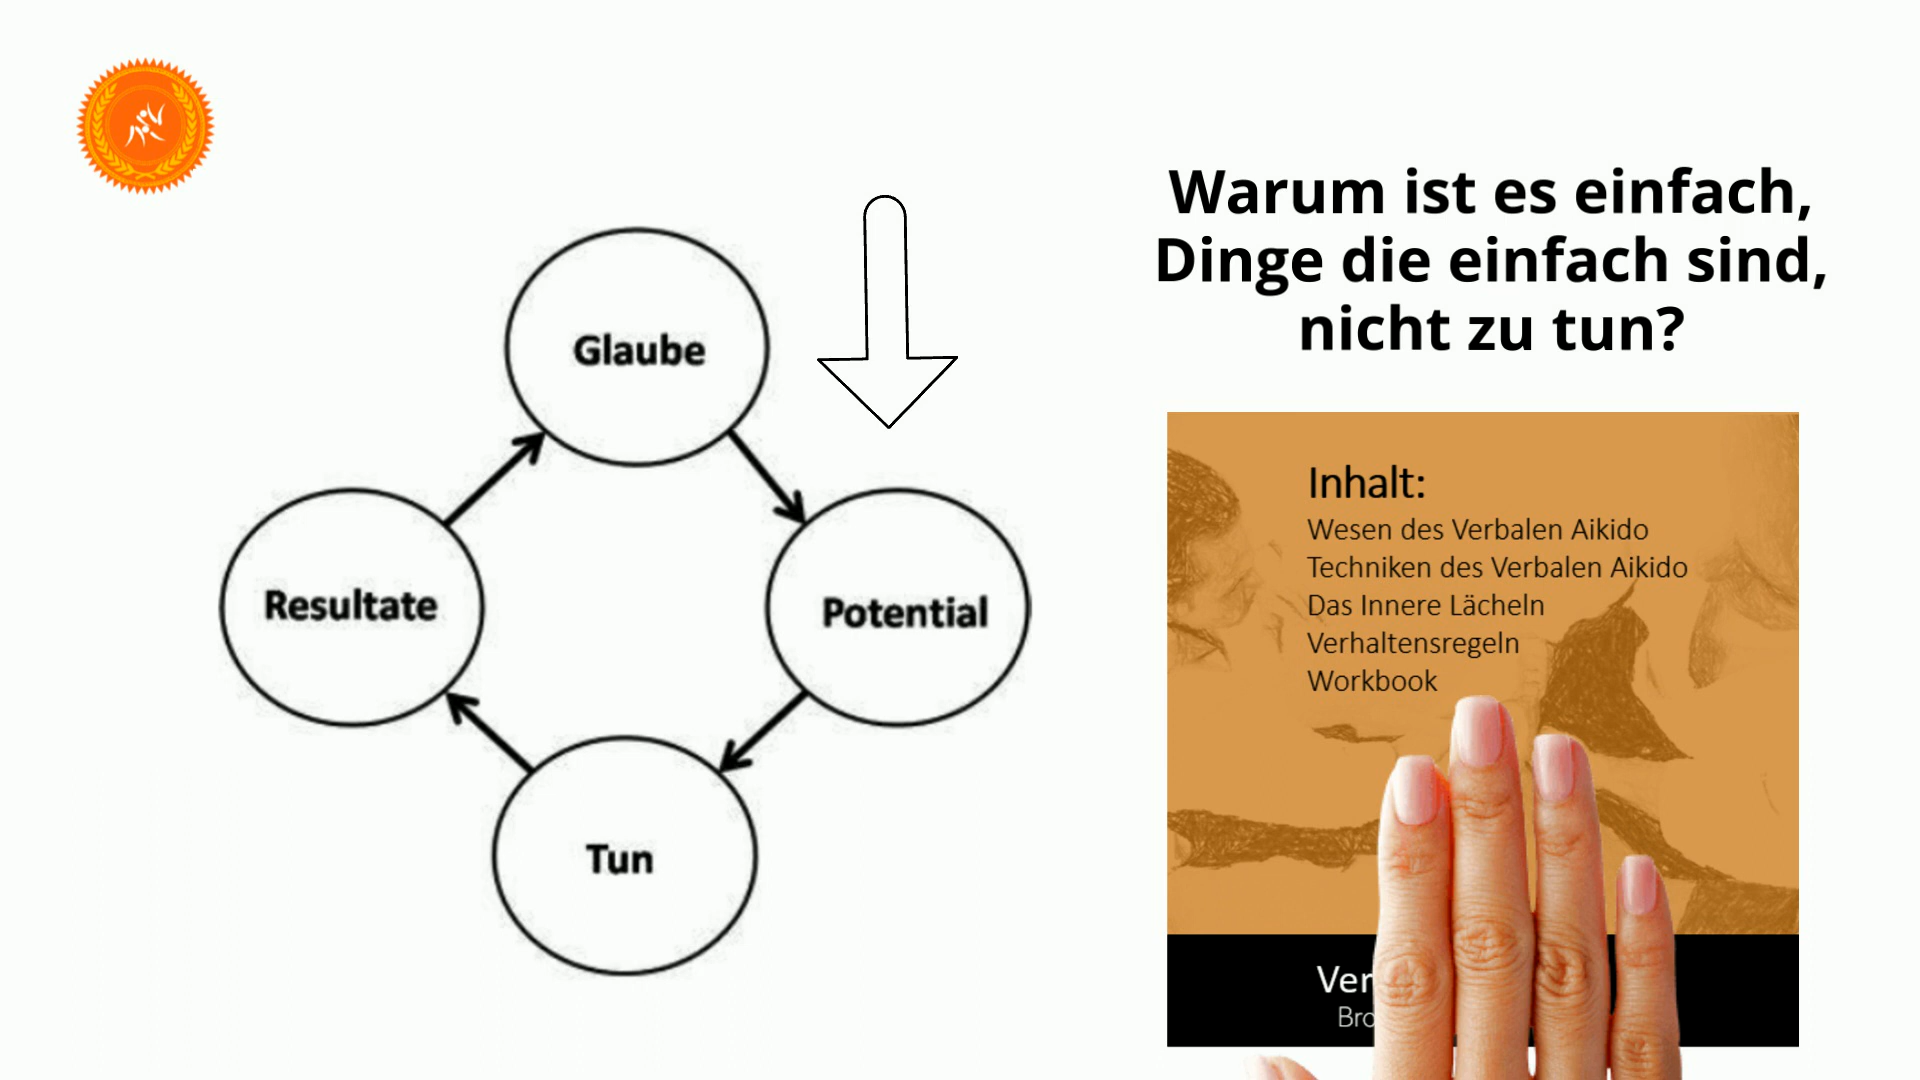 Warum ist es einfach,
Dinge die einfach sind,
nicht zu tun?
Glaube
Resultate
Potential
Tun
Inhalt:
Wesen des Verbalen Aikido
Techniken des Verbalen Aikido
Das Innere Lächeln
Verhaltensregeln
Workbook